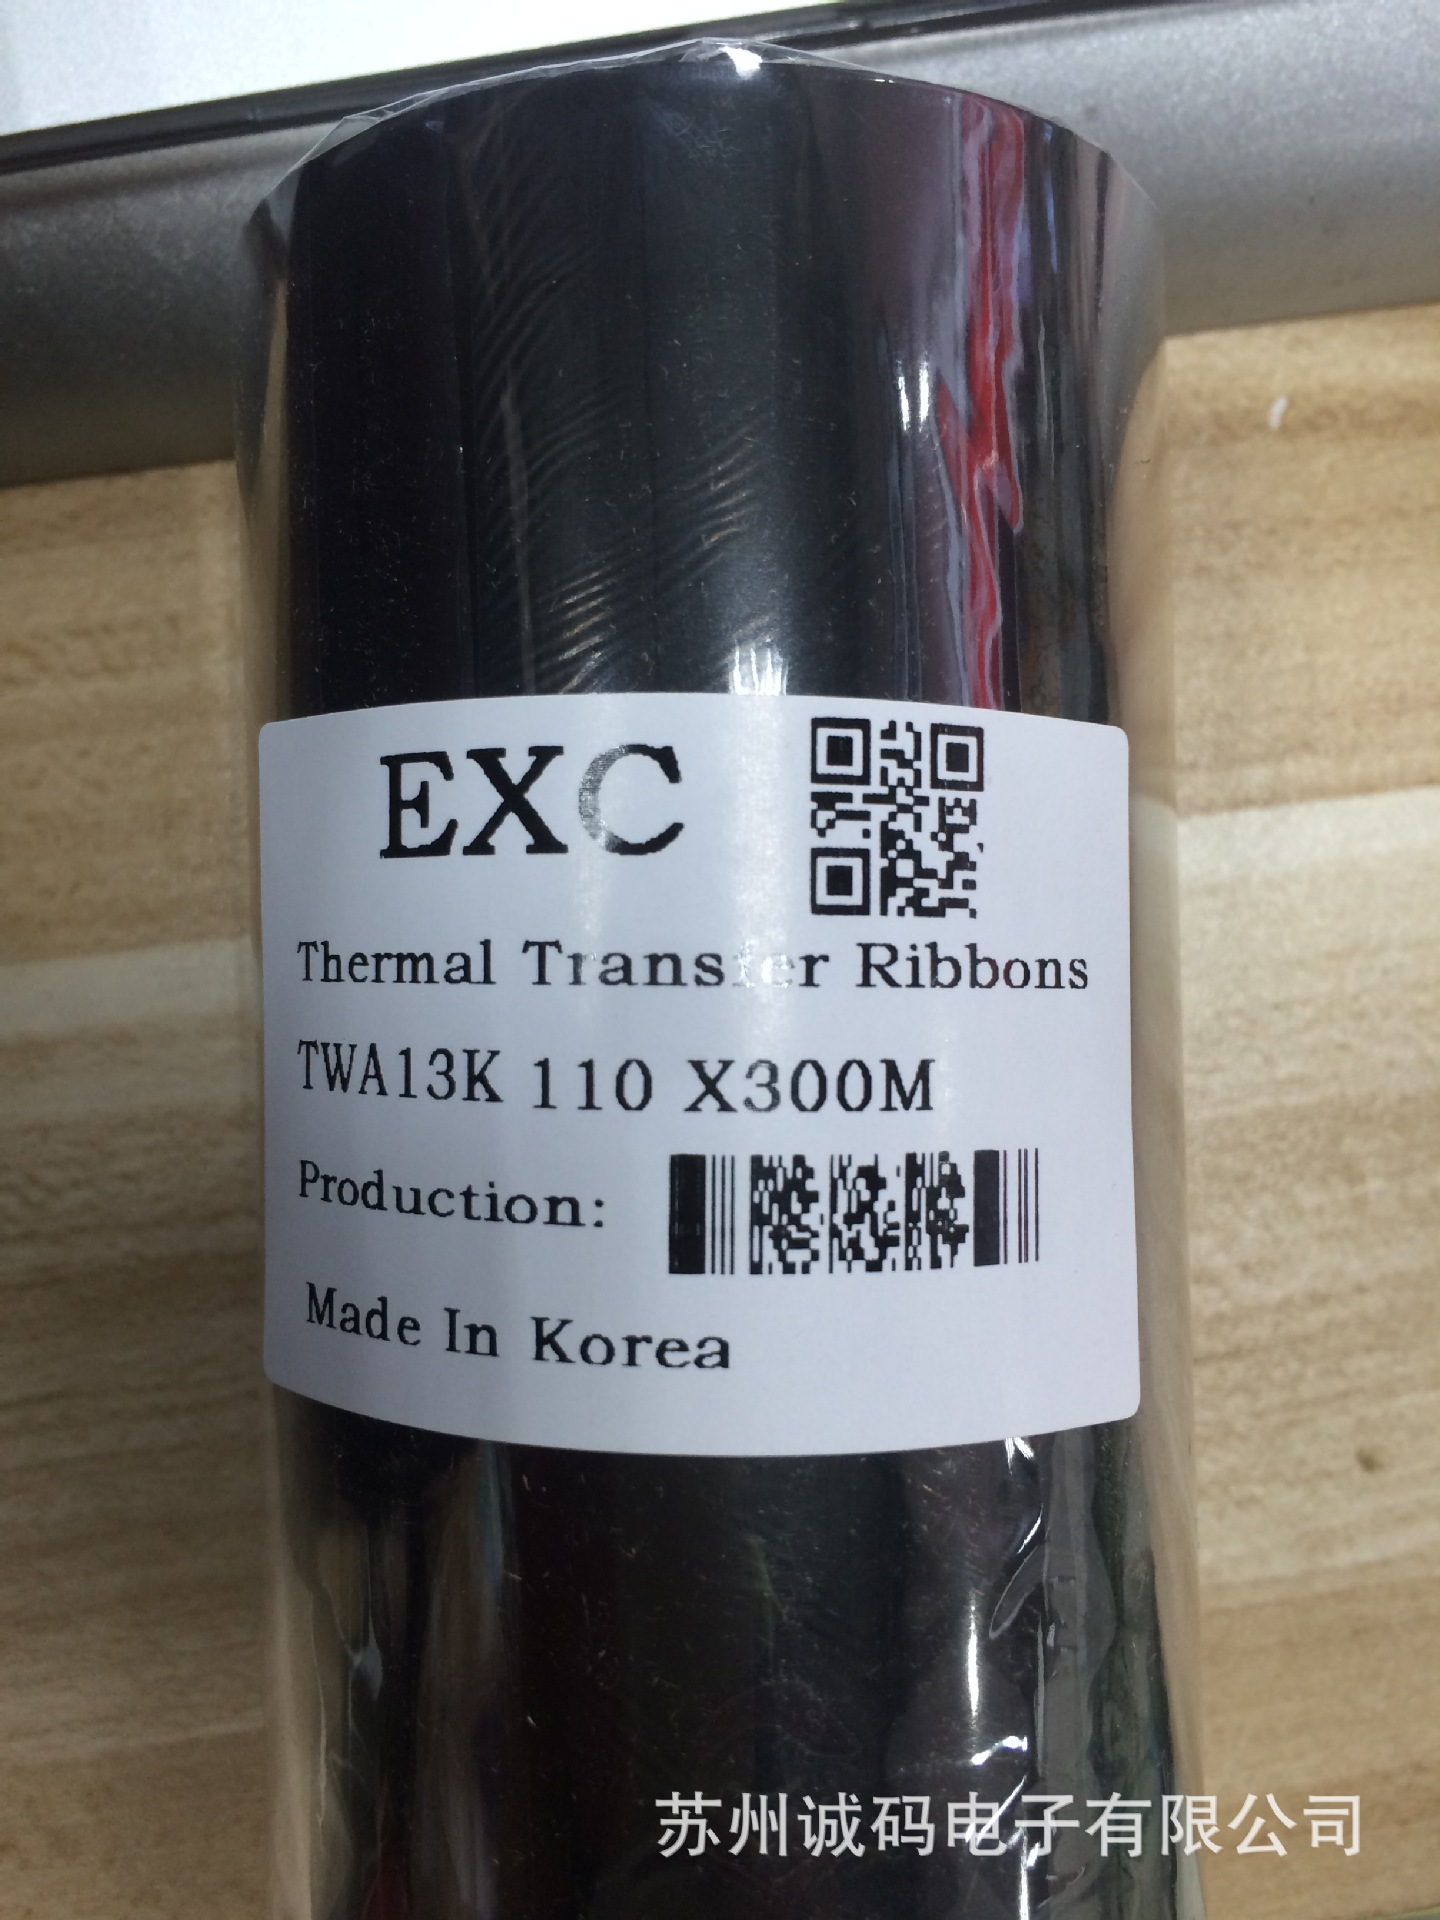 EXC
Thermal Transfer Ribbons
TWA13K 110 X300M
Production:
Made In Korea
苏州诚码电子有限公司